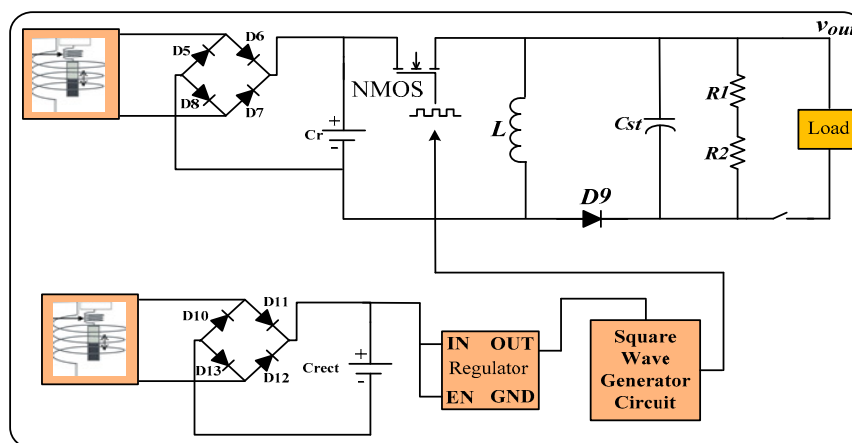 v_out
D5
D6
D8
D7
NMOS
+
Cr
-
L
Cst
R1
R2
Load
D9
D10
D11
D13
D12
+
Crect
-
IN OUT
Regulator
EN GND
Square
Wave
Generator
Circuit